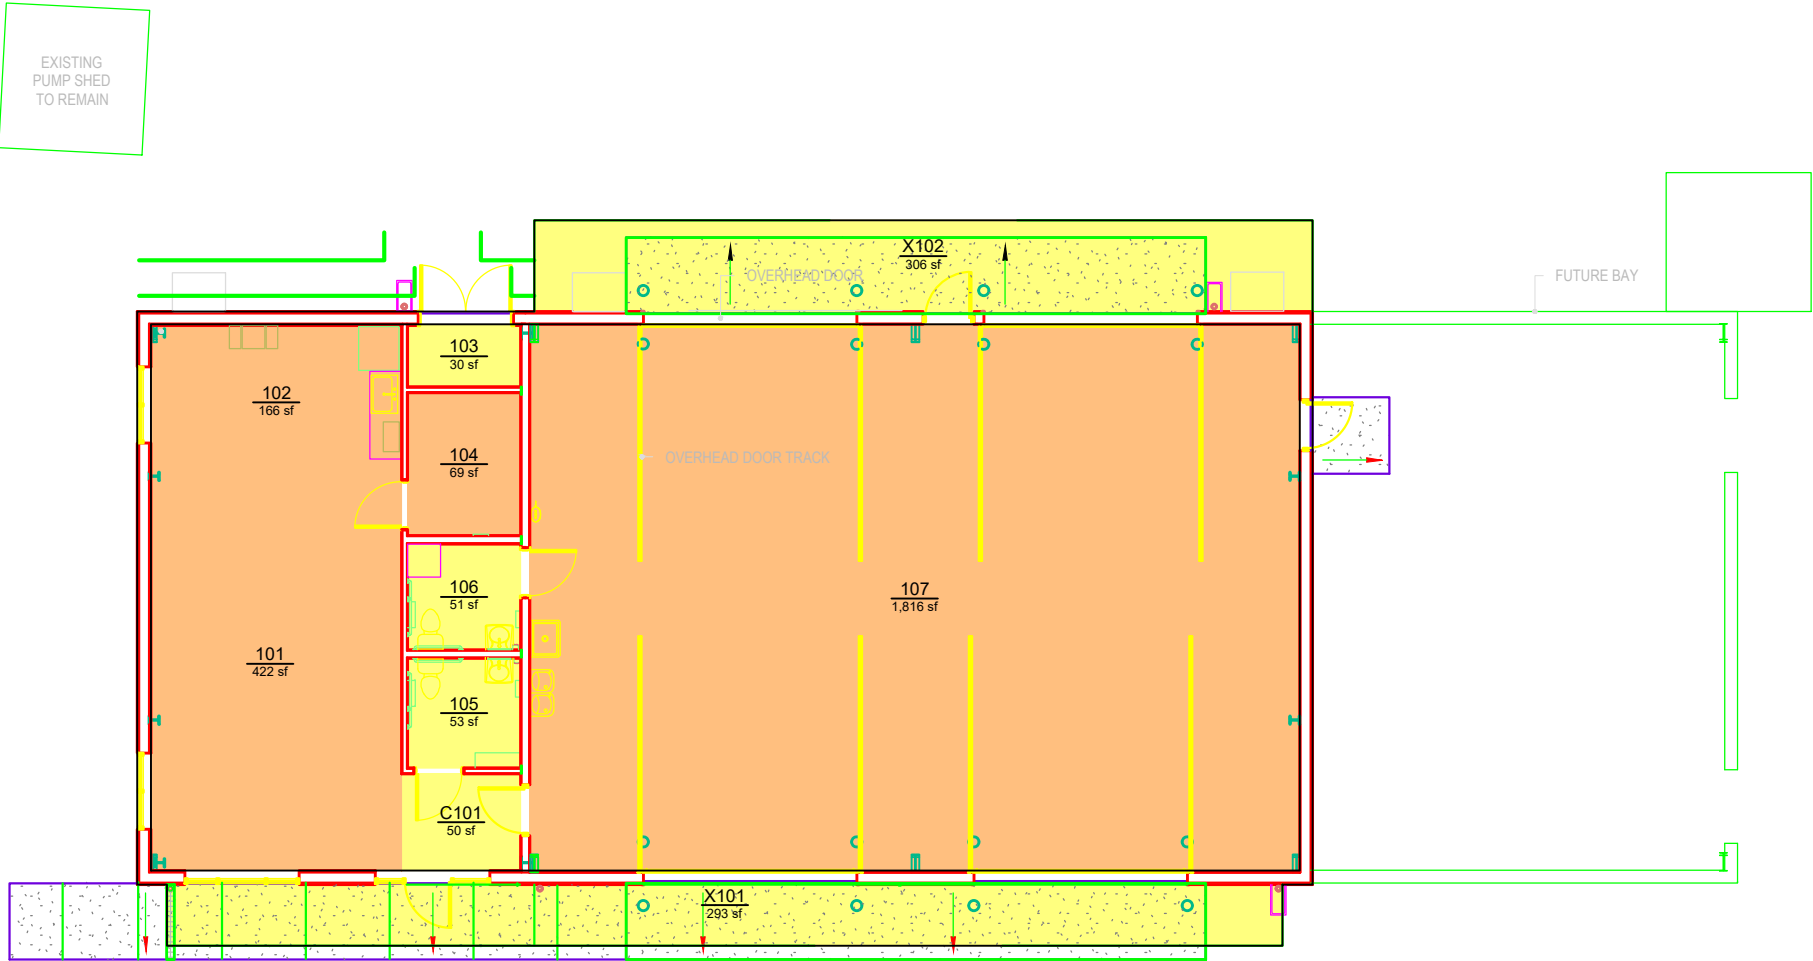 EXISTING
PUMP SHED
TO REMAIN
X102
306 sf
OVERHEAD DOOR
FUTURE BAY
103
30 sf
102
166 sf
104
69 sf
OVERHEAD DOOR TRACK
106
51 sf
107
1,816 sf
101
422 sf
105
53 sf
C101
50 sf
X101
293 sf